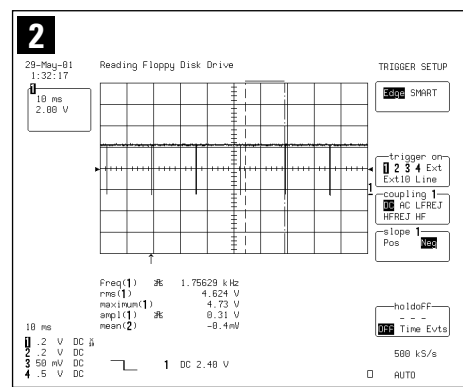 2
29-May-01
1:32:17
Reading Floppy Disk Drive
TRIGGER SETUP
1
10 ms
2.00 V
Edge SMART
trigger on
1 2 3 4 Ext
Ext10 Line
1
coupling 1
DC AC LFREJ
HFREJ HF
slope 1
Pos Neg
freq(1) 1.75629 kHz
rms(1) 4.624 V
maximum(1) 4.73 V
ampl(1) 0.31 V
mean(2) -0.4mV
holdoff
- - -
OFF Time Evts
10 ms
1 .2 V DC
2 .2 V DC
3 50 mV DC
4 .5 V DC
1 DC 2.40 V
500 kS/s
AUTO